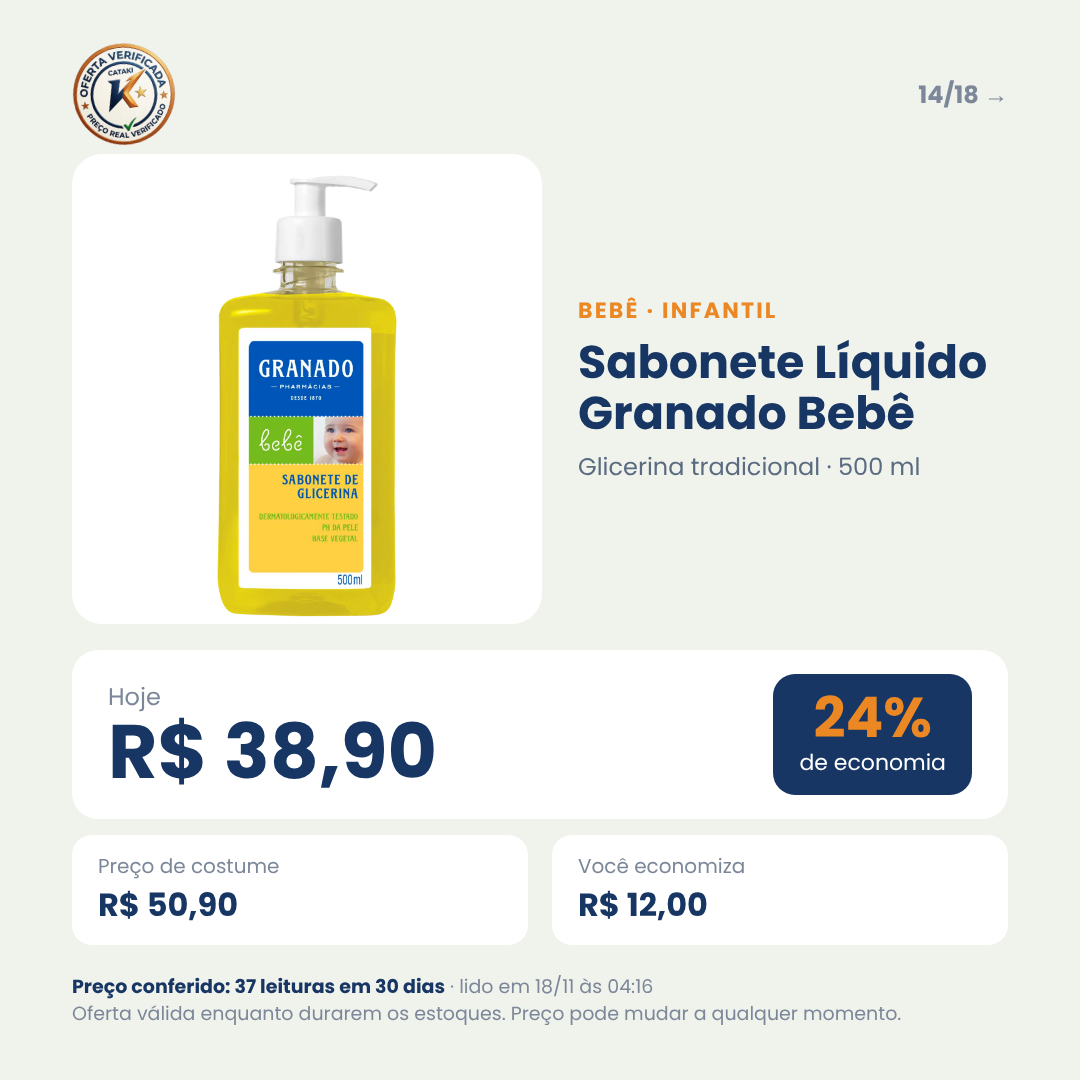 OFERTA VERIFICADA
CATAKI
K
PREÇO REAL VERIFICADO
14/18 →
GRANADO
PHARMÁCIAS
DESDE 1870
bebê
SABONETE DE
GLICERINA
DERMATOLOGICAMENTE TESTADO
PH DA PELE
BASE VEGETAL
500ml
BEBÊ · INFANTIL
Sabonete Líquido
Granado Bebê
Glicerina tradicional · 500 ml
Hoje
R$ 38,90
24%
de economia
Preço de costume
R$ 50,90
Você economiza
R$ 12,00
Preço conferido: 37 leituras em 30 dias · lido em 18/11 às 04:16
Oferta válida enquanto durarem os estoques. Preço pode mudar a qualquer momento.